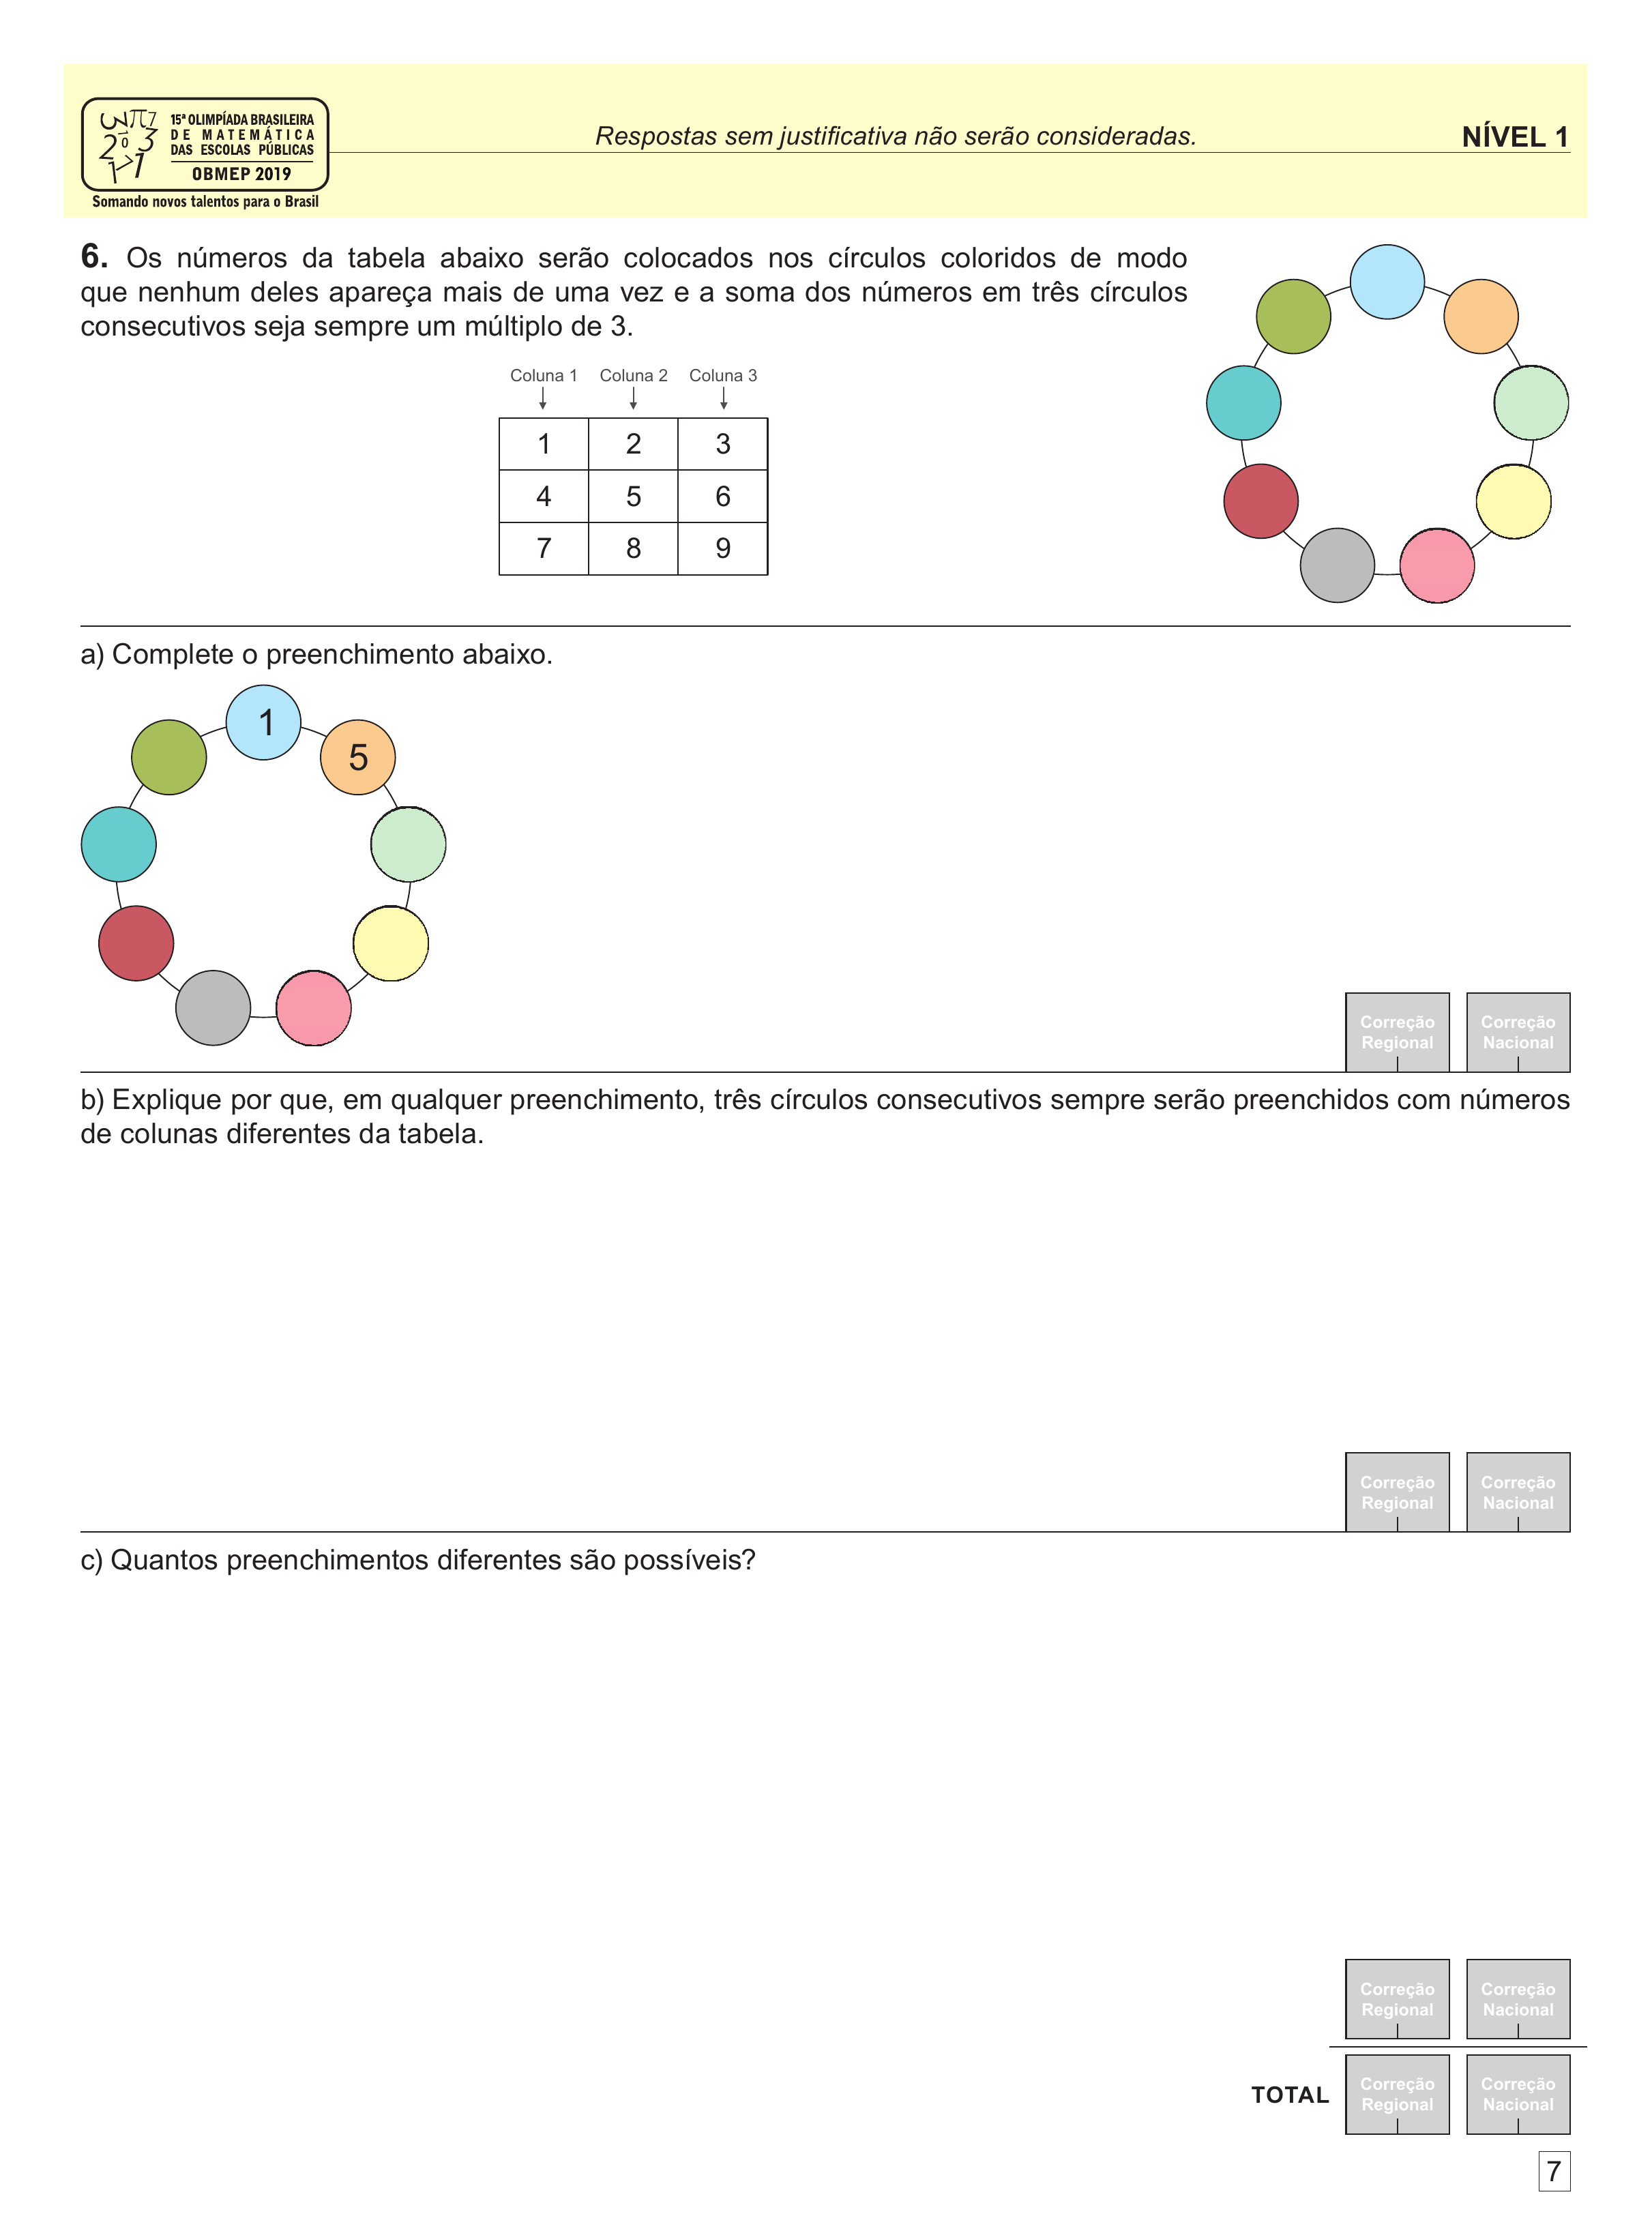 15ª OLIMPÍADA BRASILEIRA
DE MATEMÁTICA
DAS ESCOLAS PÚBLICAS
OBMEP 2019
Somando novos talentos para o Brasil
Respostas sem justificativa não serão consideradas.
NÍVEL 1
6. Os números da tabela abaixo serão colocados nos círculos coloridos de modo
que nenhum deles apareça mais de uma vez e a soma dos números em três círculos
consecutivos seja sempre um múltiplo de 3.
Coluna 1 Coluna 2 Coluna 3
1 2 3
4 5 6
7 8 9
a) Complete o preenchimento abaixo.
1
5
Correção Regional
Correção Nacional
b) Explique por que, em qualquer preenchimento, três círculos consecutivos sempre serão preenchidos com números
de colunas diferentes da tabela.
Correção Regional
Correção Nacional
c) Quantos preenchimentos diferentes são possíveis?
Correção Regional
Correção Nacional
TOTAL
Correção Regional
Correção Nacional
7